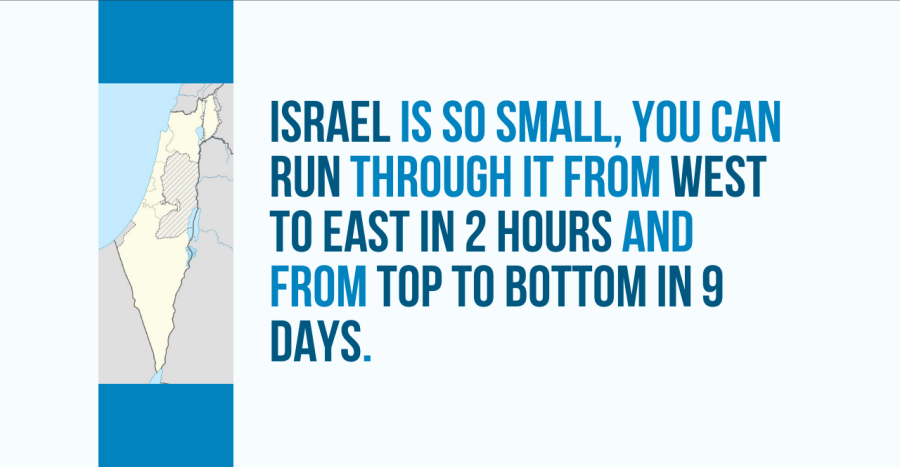 ISRAEL IS SO SMALL, YOU CAN
RUN THROUGH IT FROM WEST
TO EAST IN 2 HOURS AND
FROM TOP TO BOTTOM IN 9
DAYS.